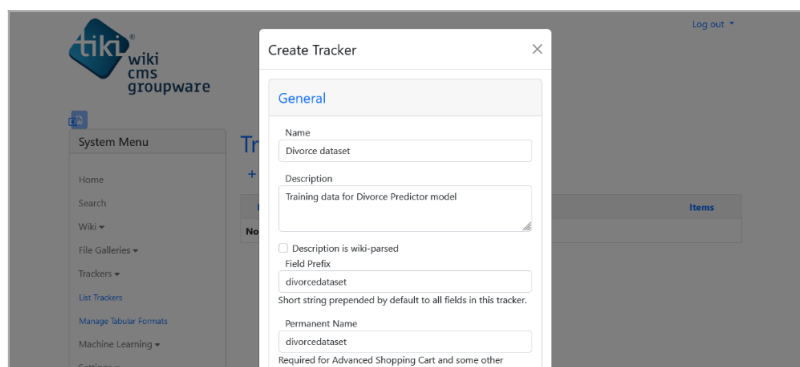 Log out
tiki®
wiki
cms
groupware
Create Tracker
General
System Menu
Tr
Name
Divorce dataset
Home
+
Description
Search
Training data for Divorce Predictor model
Items
Wiki
No
File Galleries
Description is wiki-parsed
Field Prefix
Trackers
divorcedataset
List Trackers
Short string prepended by default to all fields in this tracker.
Manage Tabular Formats
Permanent Name
Machine Learning
divorcedataset
Required for Advanced Shopping Cart and some other
Settings